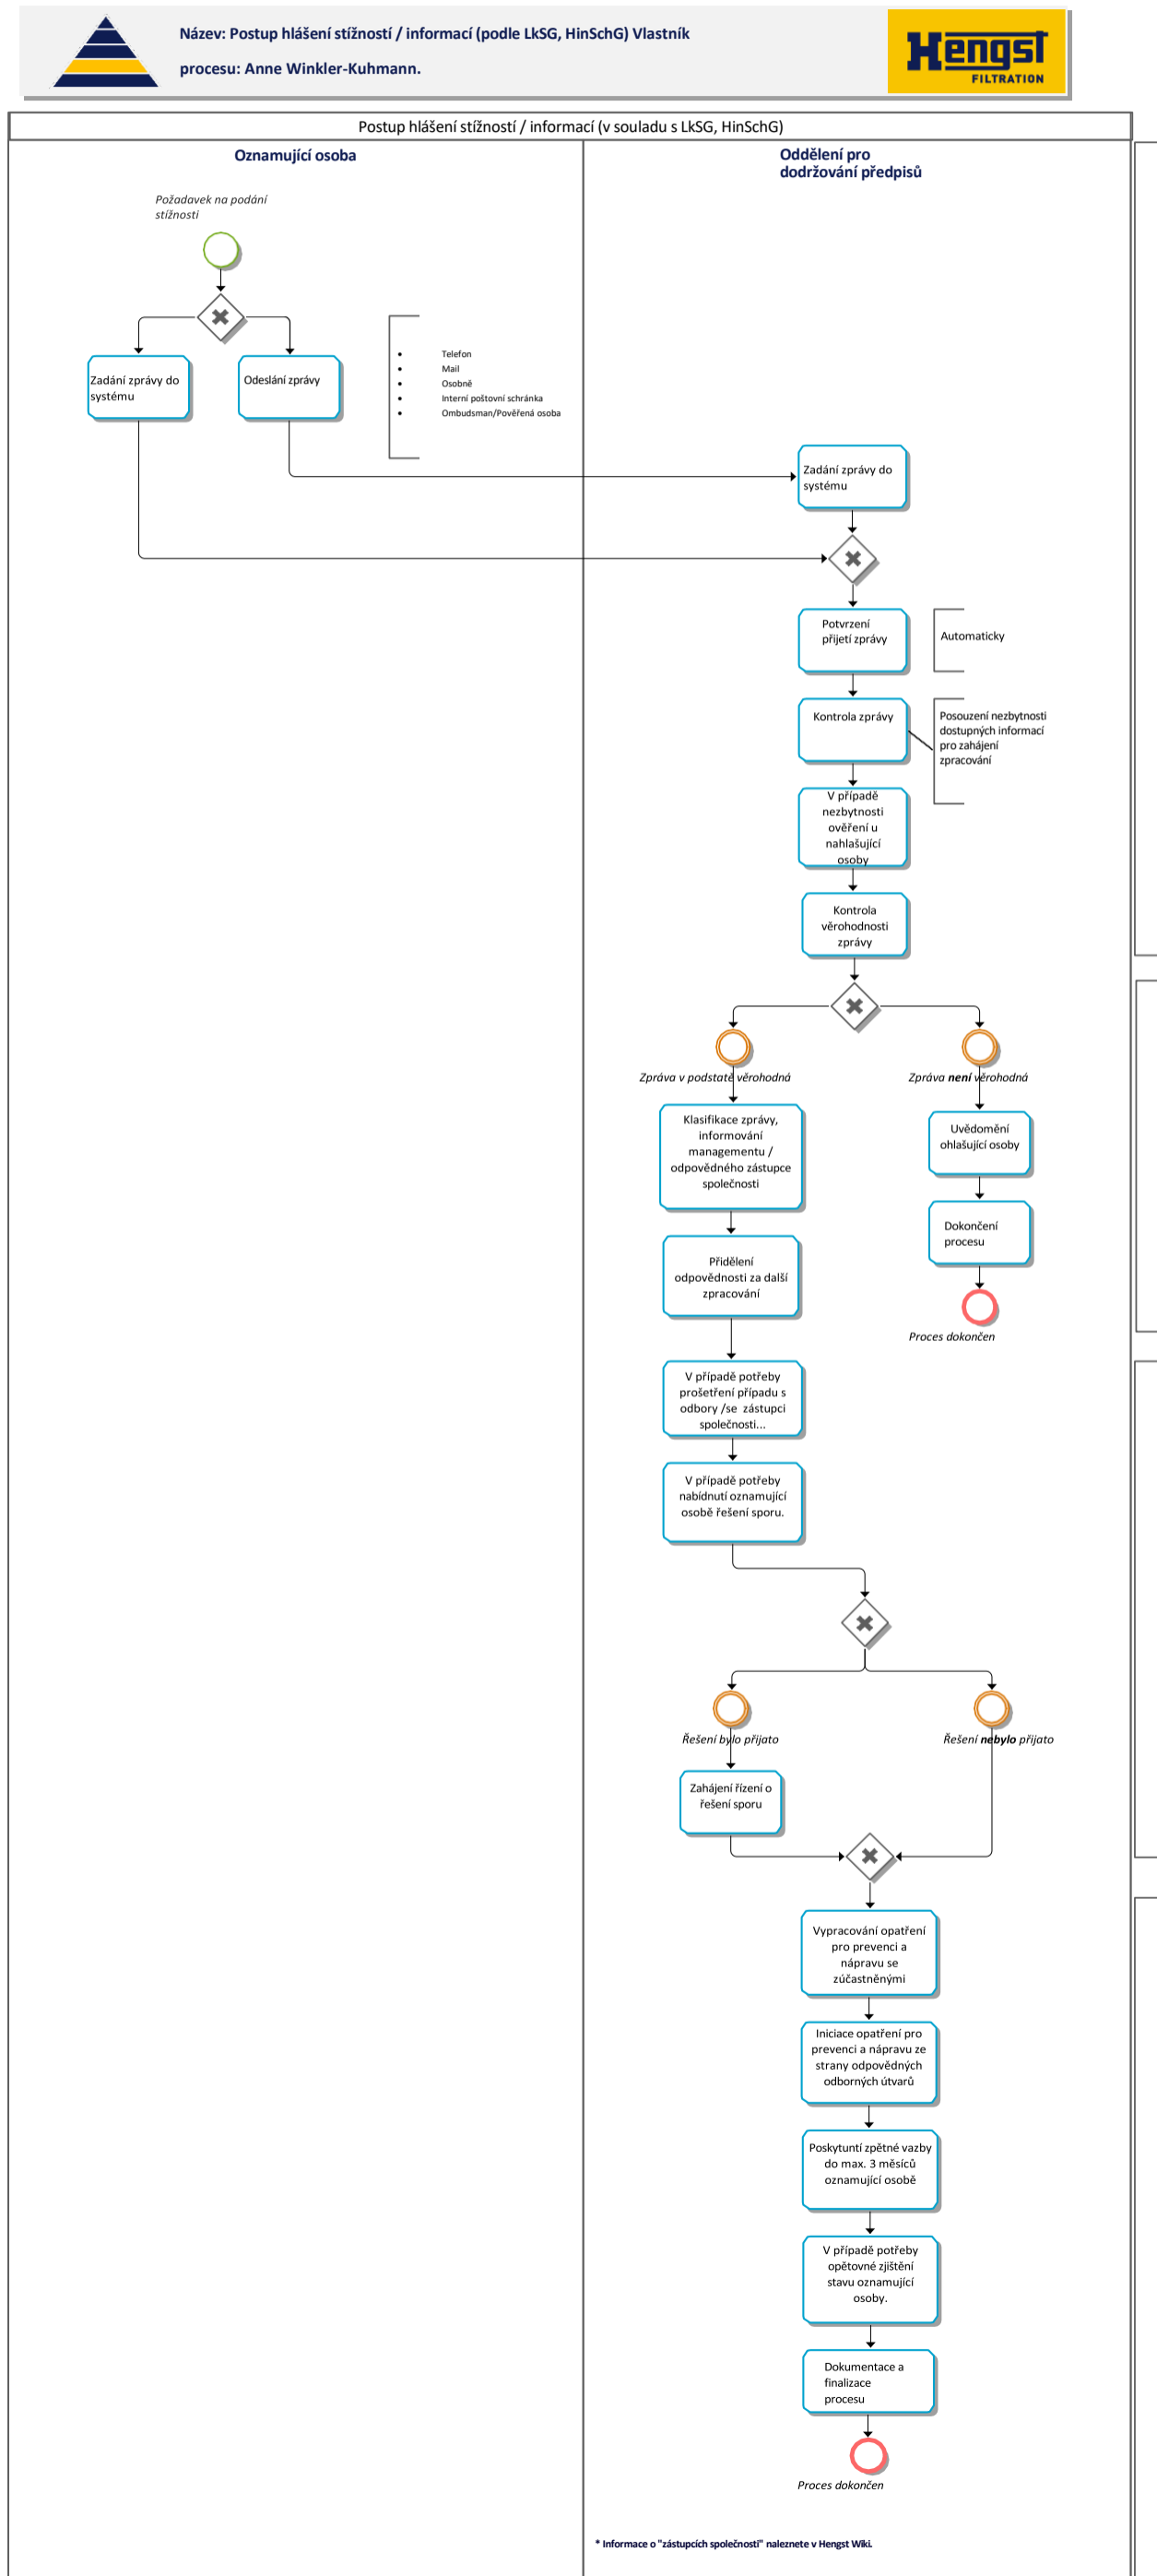 Název: Postup hlášení stížností / informací (podle LkSG, HinSchG) Vlastník
procesu: Anne Winkler-Kuhmann.
Hengst
FILTRATION
Postup hlášení stížností / informací (v souladu s LkSG, HinSchG)
Oznamující osoba
Oddělení pro
dodržování předpisů
Požadavek na podání
stížnosti
Zadání zprávy do
systému
Odeslání zprávy
• Telefon
• Mail
• Osobně
• Interní poštovní schránka
• Ombudsman/Pověřená osoba
Zadání zprávy do
systému
Potvrzení
přijetí zprávy
Automaticky
Kontrola zprávy
Posouzení nezbytnosti
dostupných informací
pro zahájení
zpracování
V případě
nezbytnosti
ověření u
nahlašující
osoby
Kontrola
věrohodnosti
zprávy
Zpráva v podstatě věrohodná
Zpráva není věrohodná
Klasifikace zprávy,
informování
managementu /
odpovědného zástupce
společnosti
Uvědomění
ohlašující osoby
Dokončení
procesu
Přidělení
odpovědnosti za další
zpracování
Proces dokončen
V případě potřeby
prošetření případu s
odbory /se zástupci
společnosti...
V případě potřeby
nabídnutí oznamující
osobě řešení sporu.
Řešení bylo přijato
Řešení nebylo přijato
Zahájení řízení o
řešení sporu
Vypracování opatření
pro prevenci a
nápravu se
zúčastněnými
Iniciace opatření pro
prevenci a nápravu ze
strany odpovědných
odborných útvarů
Poskytuntí zpětné vazby
do max. 3 měsíců
oznamující osobě
V případě potřeby
opětovné zjištění
stavu oznamující
osoby.
Dokumentace a
finalizace
procesu
Proces dokončen
* Informace o "zástupcích společnosti" naleznete v Hengst Wiki.